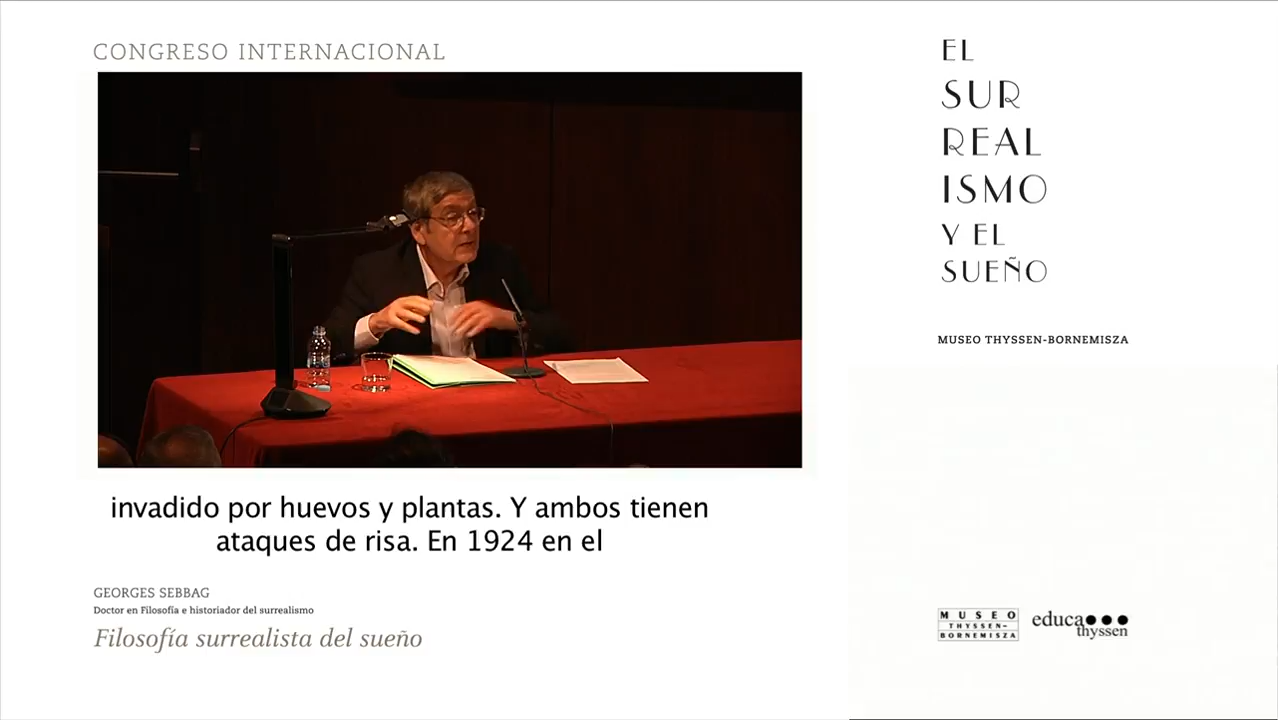 CONGRESO INTERNACIONAL
EL
SUR
REAL
ISMO
Y EL
SUEÑO
MUSEO THYSSEN-BORNEMISZA
invadido por huevos y plantas. Y ambos tienen
ataques de risa. En 1924 en el
GEORGES SEBBAG
Doctor en Filosofía e historiador del surrealismo
Filosofía surrealista del sueño
MUSEO
THYSSEN-
BORNEMISZA
educa
thyssen